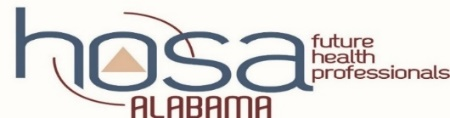 hosa
future
health
professionals
ALABAMA